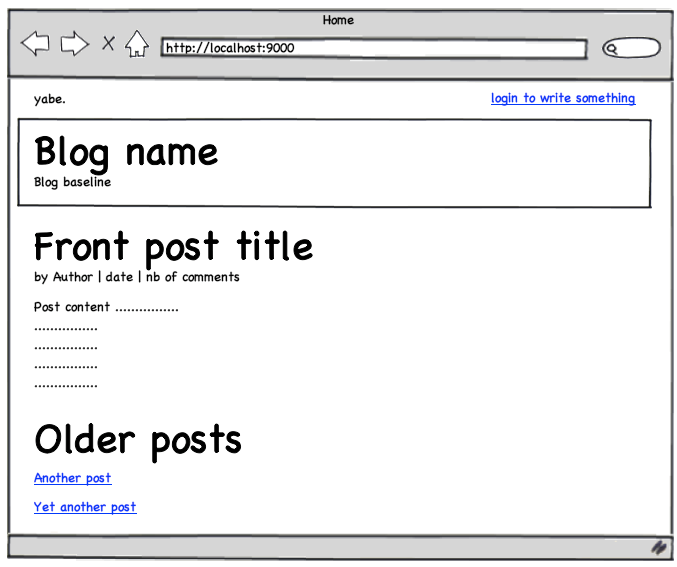 Home
http://localhost:9000
yabe.
login to write something
Blog name
Blog baseline
Front post title
by Author | date | nb of comments
Post content ................
................
................
................
................
Older posts
Another post
Yet another post